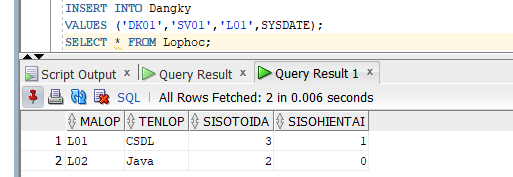 INSERT INTO Dangky
VALUES ('DK01','SV01','L01',SYSDATE);
SELECT * FROM Lophoc;
Script Output × Query Result × Query Result 1 ×
SQL | All Rows Fetched: 2 in 0.006 seconds
MALOP TENLOP SISOTOIDA SISOHIENTAI
1 L01 CSDL 3 1
2 L02 Java 2 0